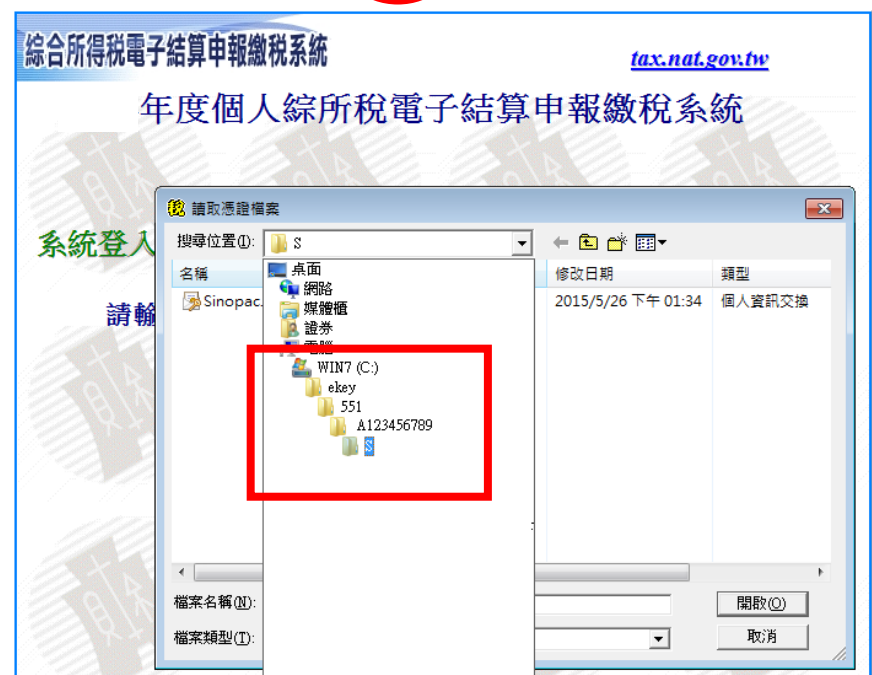 綜合所得稅電子結算申報繳稅系統
tax.nat.gov.tw
年度個人綜所稅電子結算申報繳稅系統
讀取憑證檔案
系統登入
搜尋位置(I): S
名稱 修改日期 類型
桌面
網路
Sinopac. 2015/5/26 下午 01:34 個人資訊交換
媒體櫃
請輸
證券
電腦
WIN7 (C:)
ekey
551
A123456789
S
檔案名稱(N): 開啟(O)
檔案類型(T): 取消